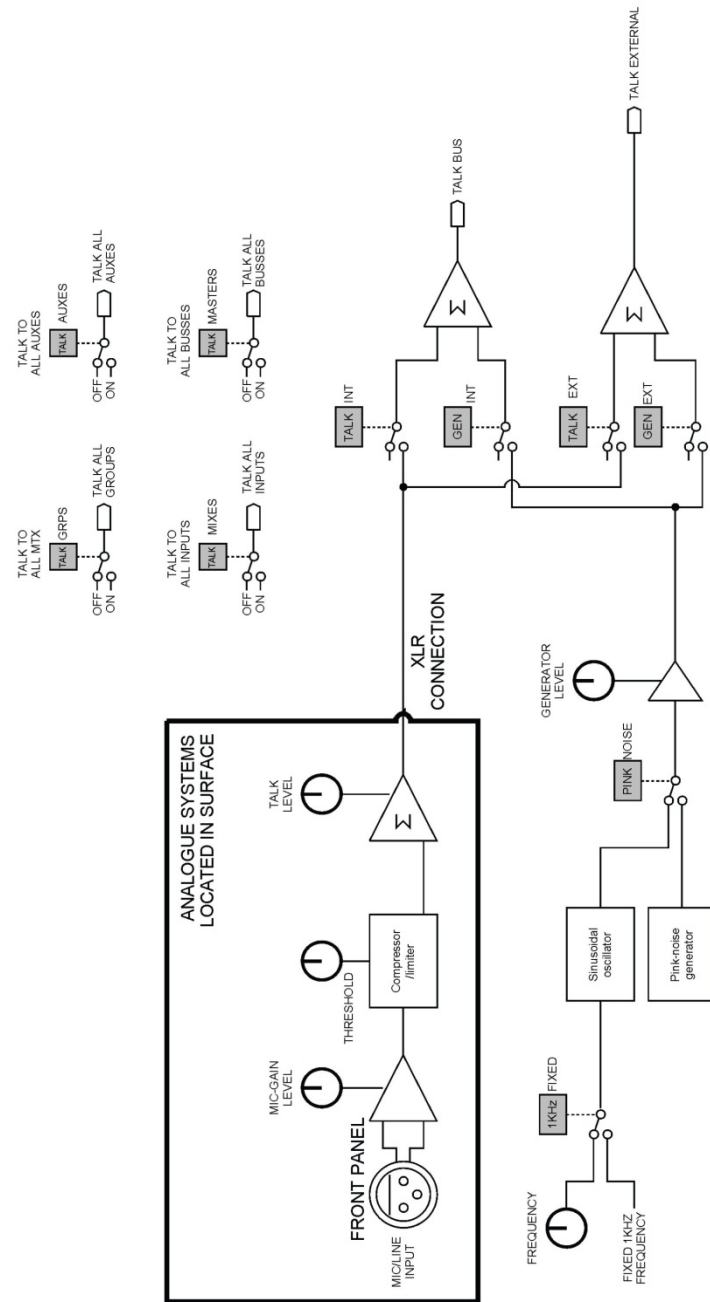 TALK TO
ALL MTX
TALK
GRPS
OFF
ON
TALK ALL
GROUPS
TALK TO
ALL AUXES
TALK
AUXES
OFF
ON
TALK ALL
AUXES
TALK TO
ALL INPUTS
TALK
MIXES
OFF
ON
TALK ALL
INPUTS
TALK TO
ALL BUSSES
TALK
MASTERS
OFF
ON
TALK ALL
BUSSES
ANALOGUE SYSTEMS
LOCATED IN SURFACE
FRONT PANEL
MIC/LINE
INPUT
MIC-GAIN
LEVEL
THRESHOLD
Compressor
/limiter
TALK
LEVEL
Σ
XLR
CONNECTION
TALK
INT
GEN
INT
Σ
TALK BUS
TALK
EXT
GEN
EXT
Σ
TALK EXTERNAL
FREQUENCY
FIXED 1KHZ
FREQUENCY
1KHz
FIXED
Sinusoidal
oscillator
Pink-noise
generator
PINK
NOISE
GENERATOR
LEVEL